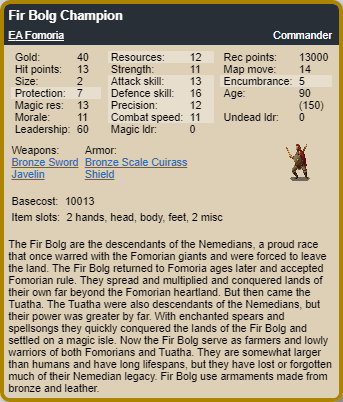 Fir Bolg Champion
EA Fomoria Commander
Gold: 40 Resources: 12 Rec points: 13000
Hit points: 13 Strength: 11 Map move: 14
Size: 2 Attack skill: 13 Encumbrance: 5
Protection: 7 Defence skill: 16 Age: 90
Magic res: 13 Precision: 12 (150)
Morale: 11 Combat speed: 11 Undead ldr: 0
Leadership: 60 Magic ldr: 0
Weapons: Armor:
Bronze Sword Bronze Scale Cuirass
Javelin Shield
Basecost: 10013
Item slots: 2 hands, head, body, feet, 2 misc
The Fir Bolg are the descendants of the Nemedians, a proud race
that once warred with the Fomorian giants and were forced to leave
the land. The Fir Bolg returned to Fomoria ages later and accepted
Fomorian rule. They spread and multiplied and conquered lands of
their own far beyond the Fomorian heartland. But then came the
Tuatha. The Tuatha were also descendants of the Nemedians, but
their power was greater by far. With enchanted spears and
spellsongs they quickly conquered the lands of the Fir Bolg and
settled on a magic isle. Now the Fir Bolg serve as farmers and lowly
warriors of both Fomorians and Tuatha. They are somewhat larger
than humans and have long lifespans, but they have lost or forgotten
much of their Nemedian legacy. Fir Bolg use armaments made from
bronze and leather.